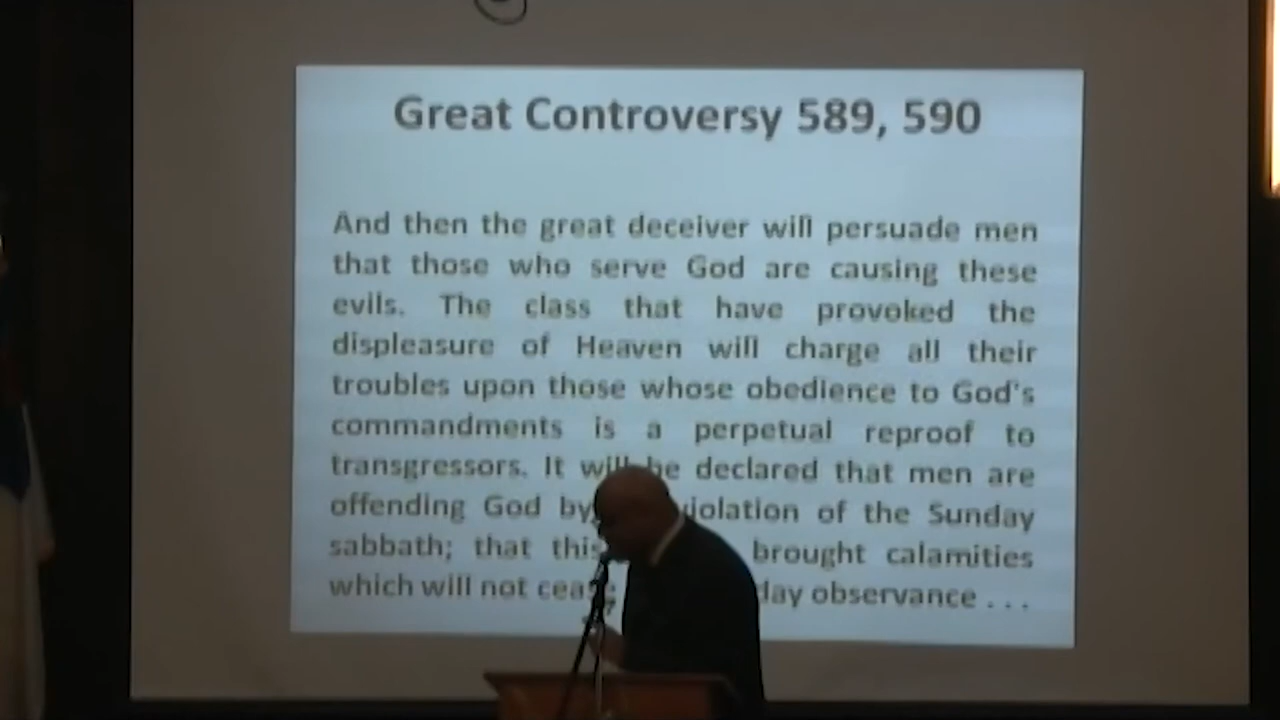 Great Controversy 589, 590
And then the great deceiver will persuade men
that those who serve God are causing these
evils. The class that have provoked the
displeasure of Heaven will charge all their
troubles upon those whose obedience to God's
commandments is a perpetual reproof to
transgressors. It will be declared that men are
offending God by violation of the Sunday
sabbath; that this brought calamities
which will not cease observance . . .